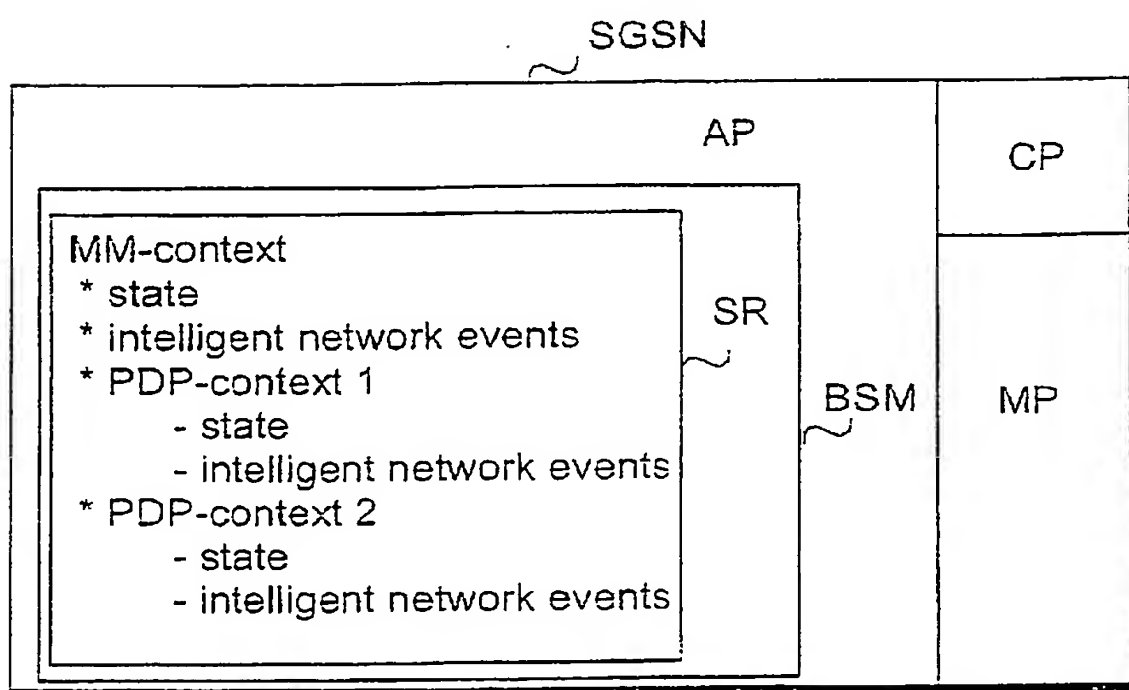 SGSN
AP
CP
MM-context
* state
* intelligent network events
* PDP-context 1
- state
- intelligent network events
* PDP-context 2
- state
- intelligent network events
SR
BSM
MP